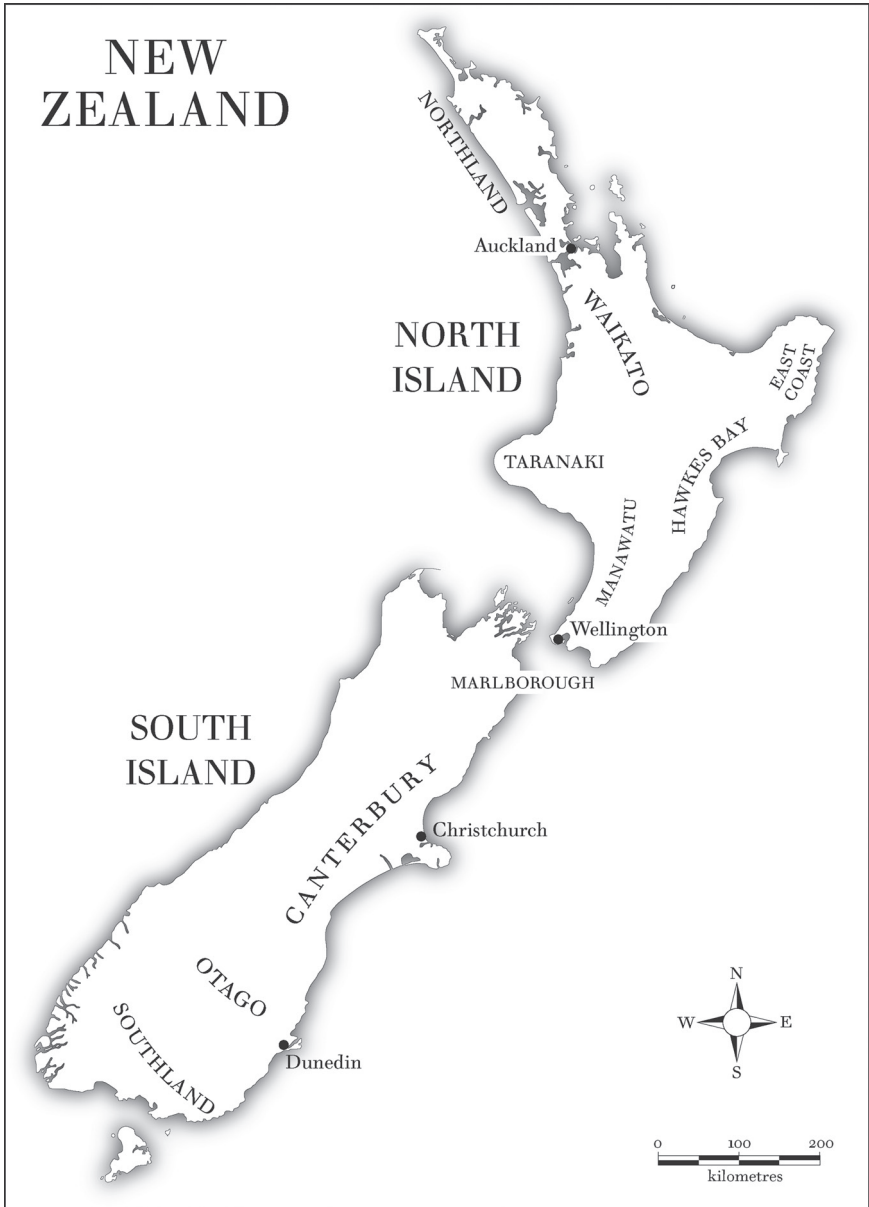 NEW
ZEALAND
NORTHLAND
Auckland
WAIKATO
NORTH
ISLAND
EAST
COAST
HAWKES BAY
TARANAKI
MANAWATU
Wellington
MARLBOROUGH
SOUTH
ISLAND
CANTERBURY
Christchurch
OTAGO
SOUTHLAND
Dunedin
N
W E
S
0 100 200
kilometres